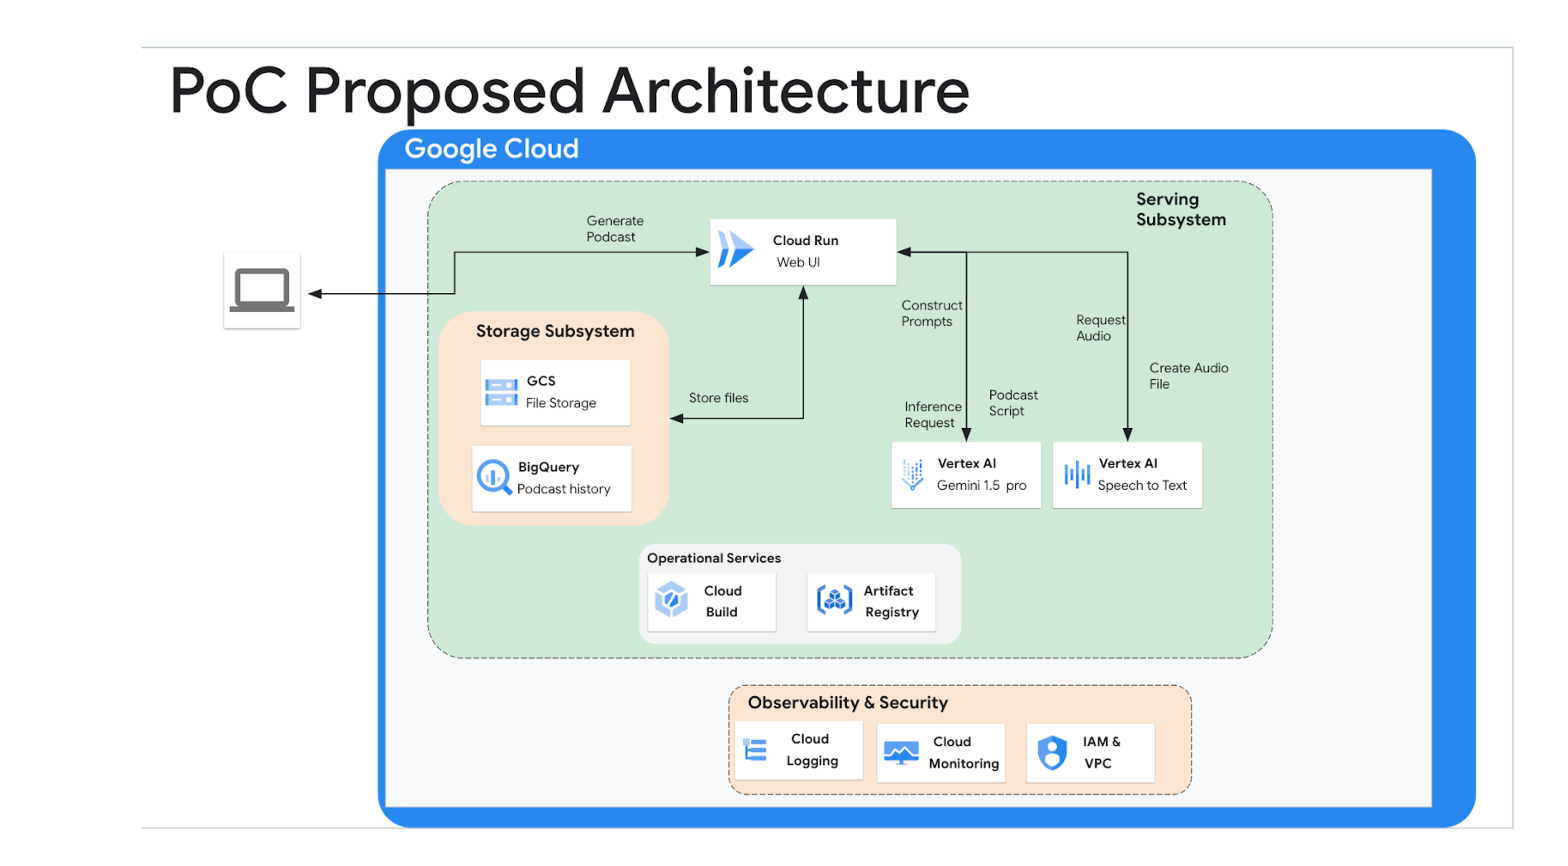 PoC Proposed Architecture
Google Cloud
Serving
Subsystem
Generate
Podcast
Cloud Run
Web UI
Construct
Prompts
Request
Audio
Storage Subsystem
GCS
File Storage
Store files
Create Audio
File
Inference
Request
Podcast
Script
BigQuery
Podcast history
Vertex AI
Gemini 1.5 pro
Vertex AI
Speech to Text
Operational Services
Cloud
Build
Artifact
Registry
Observability & Security
Cloud
Logging
Cloud
Monitoring
IAM &
VPC